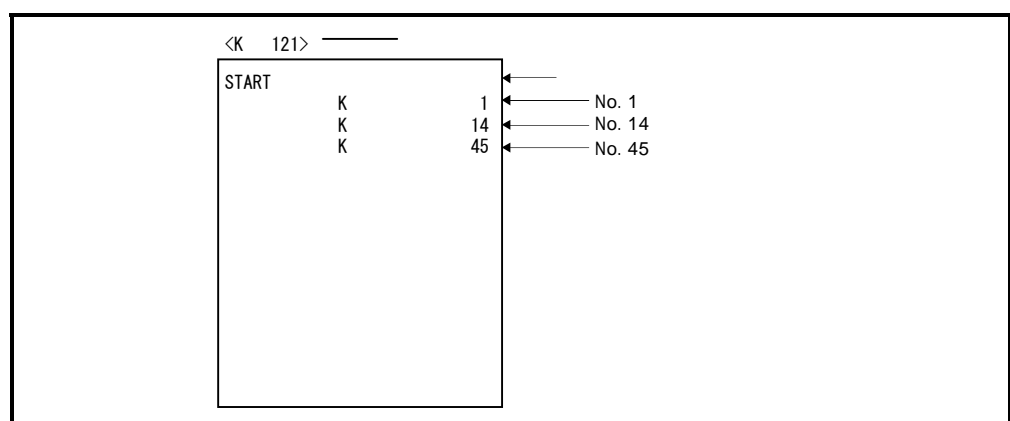 <K 121>
START
K 1 No. 1
K 14 No. 14
K 45 No. 45